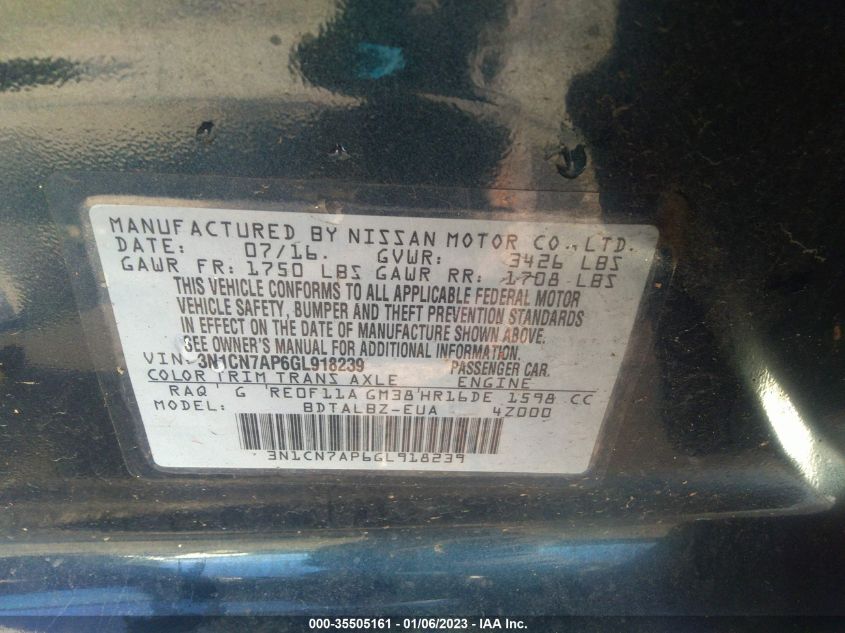 MANUFACTURED BY NISSAN MOTOR CO., LTD.
DATE: 07/16. GVWR: 3426 LBS
GAWR FR: 1750 LBS GAWR RR: 1708 LBS
THIS VEHICLE CONFORMS TO ALL APPLICABLE FEDERAL MOTOR
VEHICLE SAFETY, BUMPER AND THEFT PREVENTION STANDARDS
IN EFFECT ON THE DATE OF MANUFACTURE SHOWN ABOVE.
SEE OWNER'S MANUAL FOR ADDITIONAL INFORMATION
VIN: 3N1CN7AP6GL918239 PASSENGER CAR.
COLOR TRIM TRANS AXLE ENGINE
RAQ G RE0F11A GM38 HR16DE 1598 CC
MODEL: BDTALBZ-EUA 4Z000
3N1CN7AP6GL918239
000-35505161 - 01/06/2023 - IAA Inc.